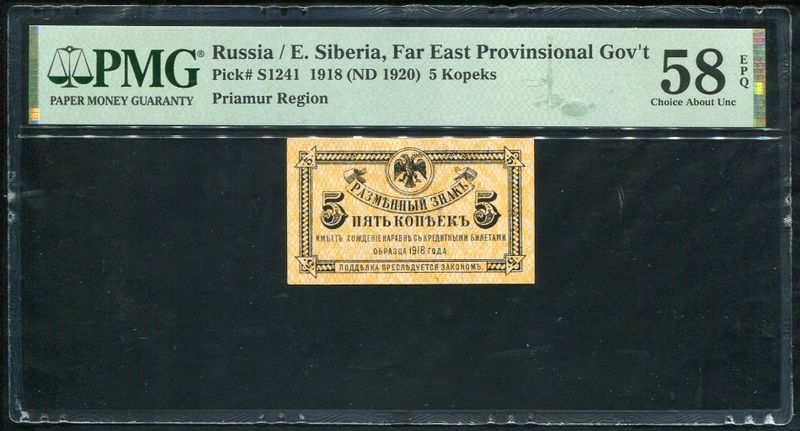 PMG®
PAPER MONEY GUARANTY
Russia / E. Siberia, Far East Provinsional Gov't
Pick# S1241 1918 (ND 1920) 5 Kopeks
Priamur Region
58
EPQ
Choice About Unc
РАЗМѢННЫЙ ЗНАКЪ
5 ПЯТЬ КОПѢЕКЪ 5
ИМѢЕТЪ ХОЖДЕНІЕ НАРАВНѢ СЪ КРЕДИТНЫМИ БИЛЕТАМИ
ОБРАЗЦА 1918 ГОДА
ПОДДѢЛКА ПРЕСЛѢДУЕТСЯ ЗАКОНОМЪ.